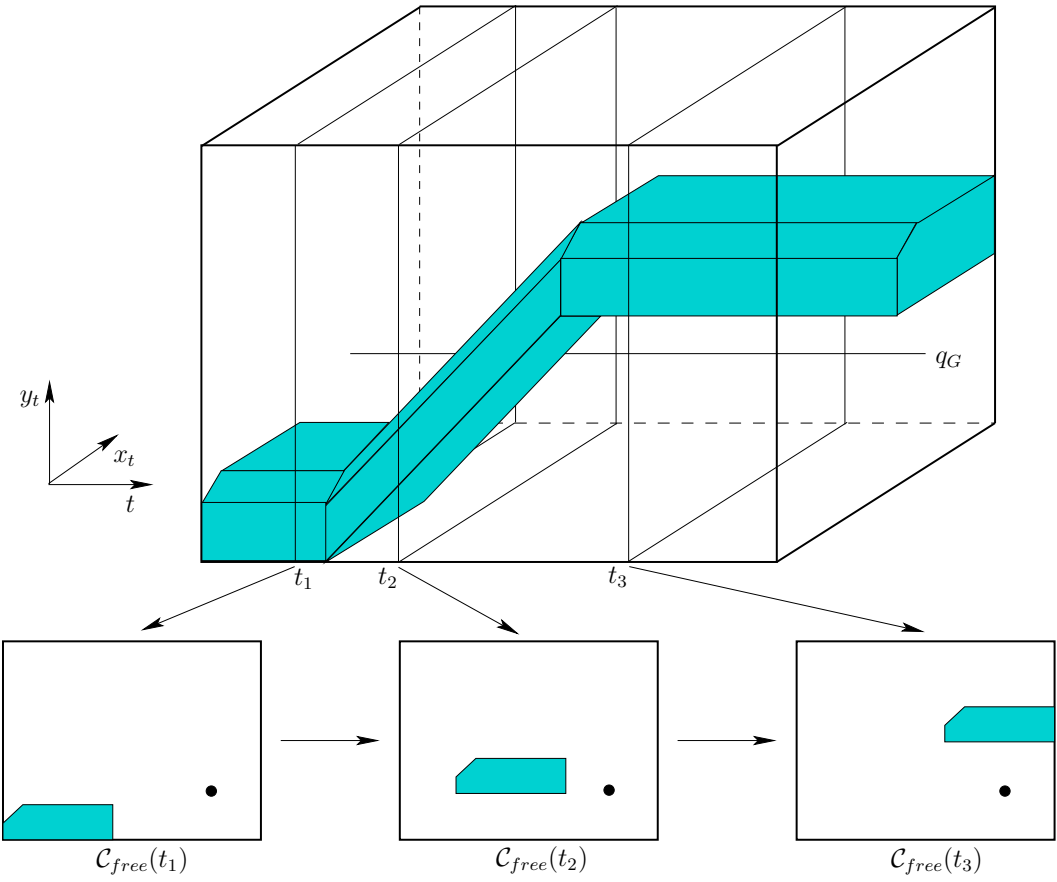 q_G
y_t
x_t
t
t_1 t_2 t_3
C_free(t_1) C_free(t_2) C_free(t_3)